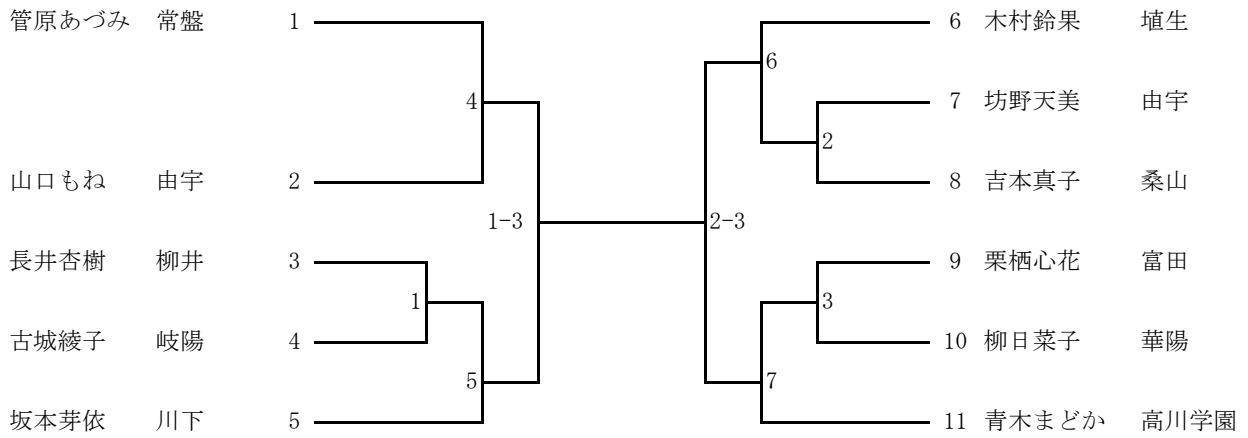 管原あづみ 常盤 1
4
山口もね 由宇 2
1-3
長井杏樹 柳井 3
1
古城綾子 岐陽 4
5
坂本芽依 川下 5
6 木村鈴果 埴生
6
7 坊野天美 由宇
2
8 吉本真子 桑山
2-3
9 栗栖心花 富田
3
10 柳日菜子 華陽
7
11 青木まどか 高川学園